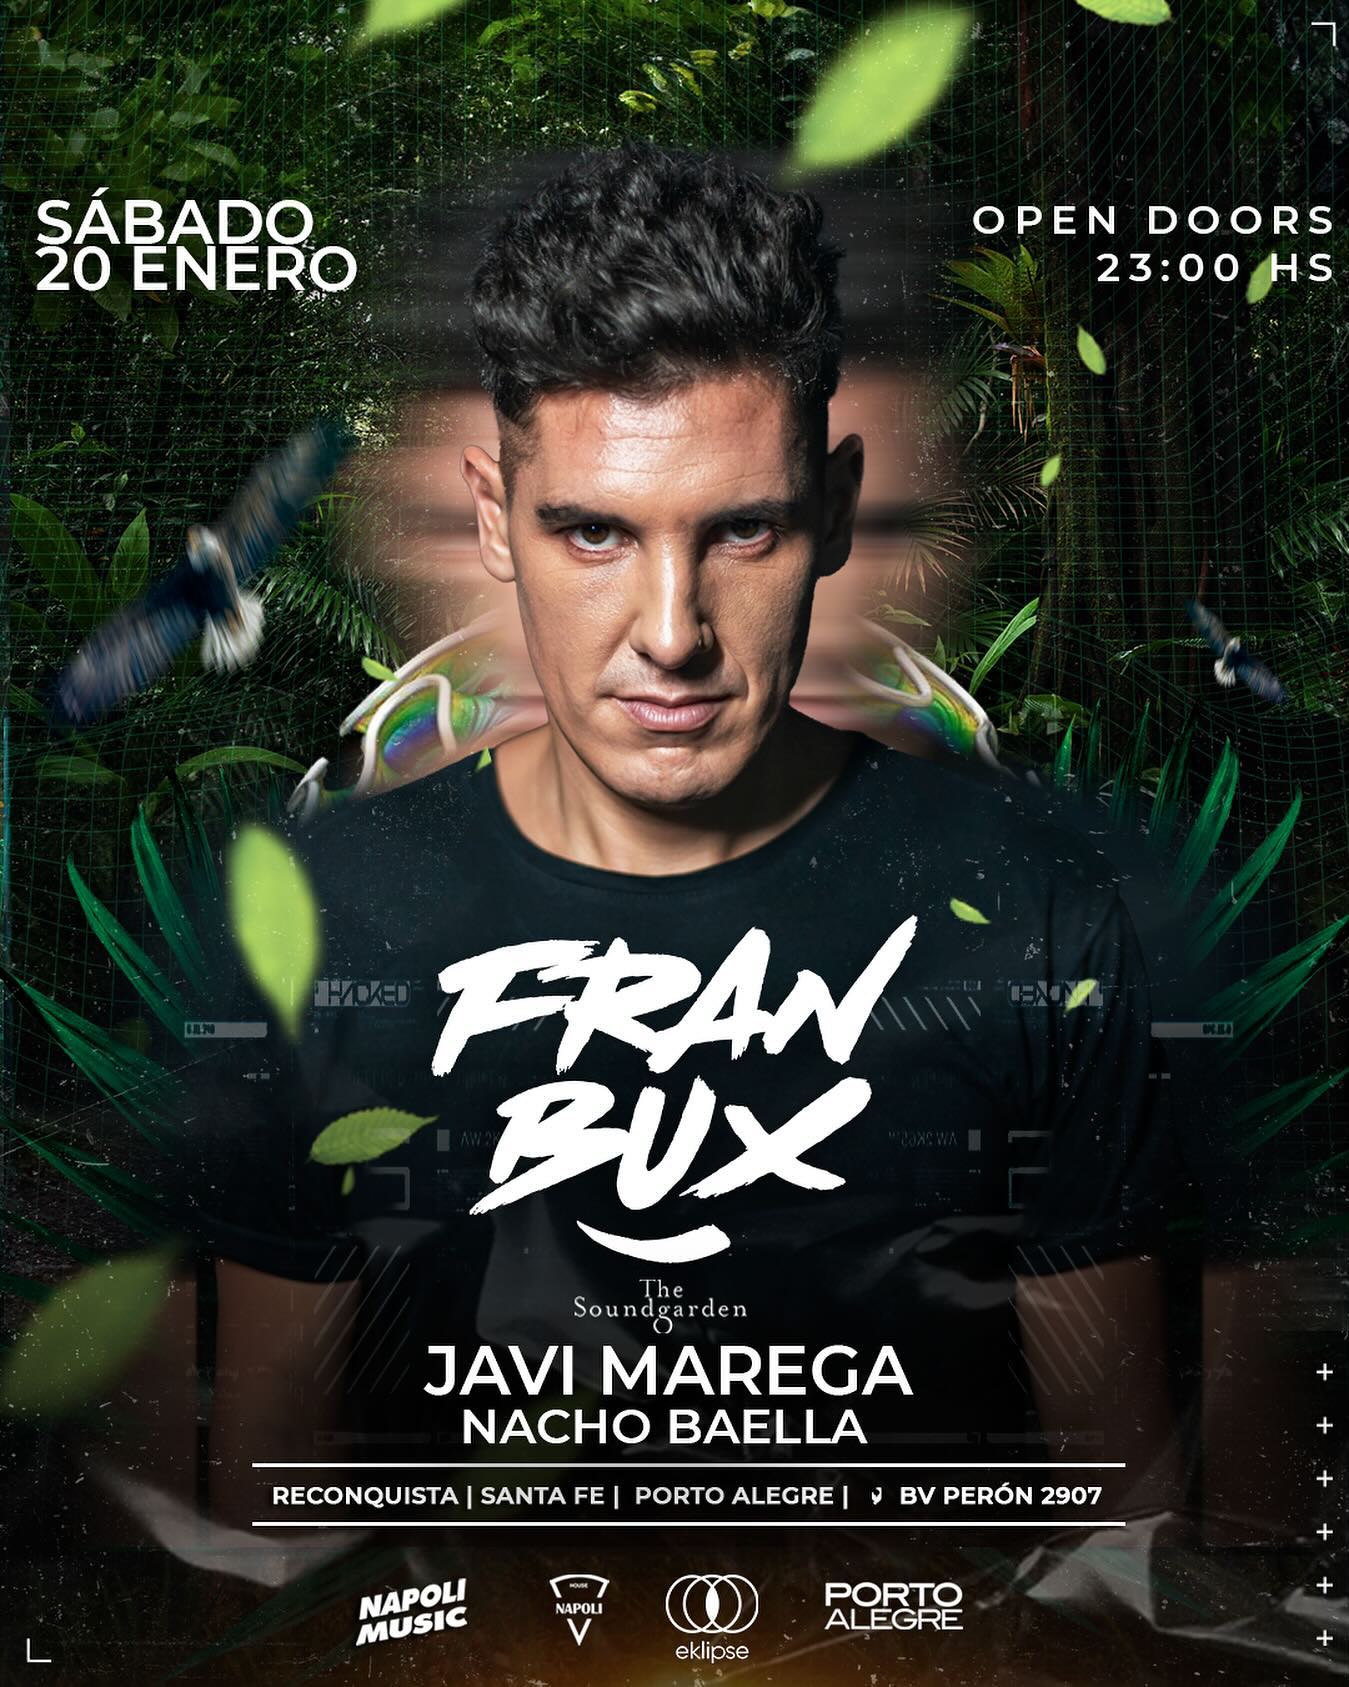 SÁBADO
20 ENERO
OPEN DOORS
23:00 HS
HACKED
FRAN
BUX
The
Soundgarden
JAVI MAREGA
NACHO BAELLA
RECONQUISTA | SANTA FE | PORTO ALEGRE | BV PERÓN 2907
NAPOLI
MUSIC
HOUSE
NAPOLI
eklipse
PORTO
ALEGRE